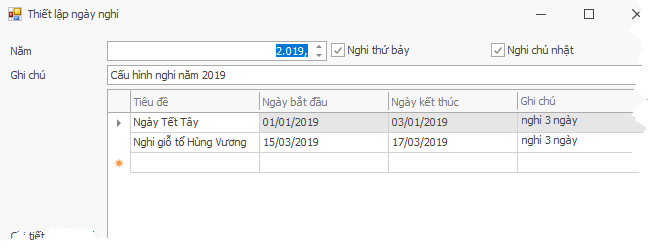 Thiết lập ngày nghỉ
Năm 2.019, Nghỉ thứ bảy Nghỉ chủ nhật
Ghi chú Cấu hình nghỉ năm 2019
Tiêu đề Ngày bắt đầu Ngày kết thúc Ghi chú
Ngày Tết Tây 01/01/2019 03/01/2019 nghỉ 3 ngày
Nghỉ giỗ tổ Hùng Vương 15/03/2019 17/03/2019 nghỉ 3 ngày
tiết